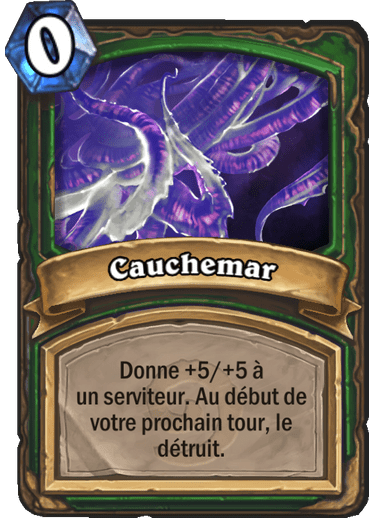 0
Cauchemar
Donne +5/+5 à
un serviteur. Au début de
votre prochain tour, le
détruit.